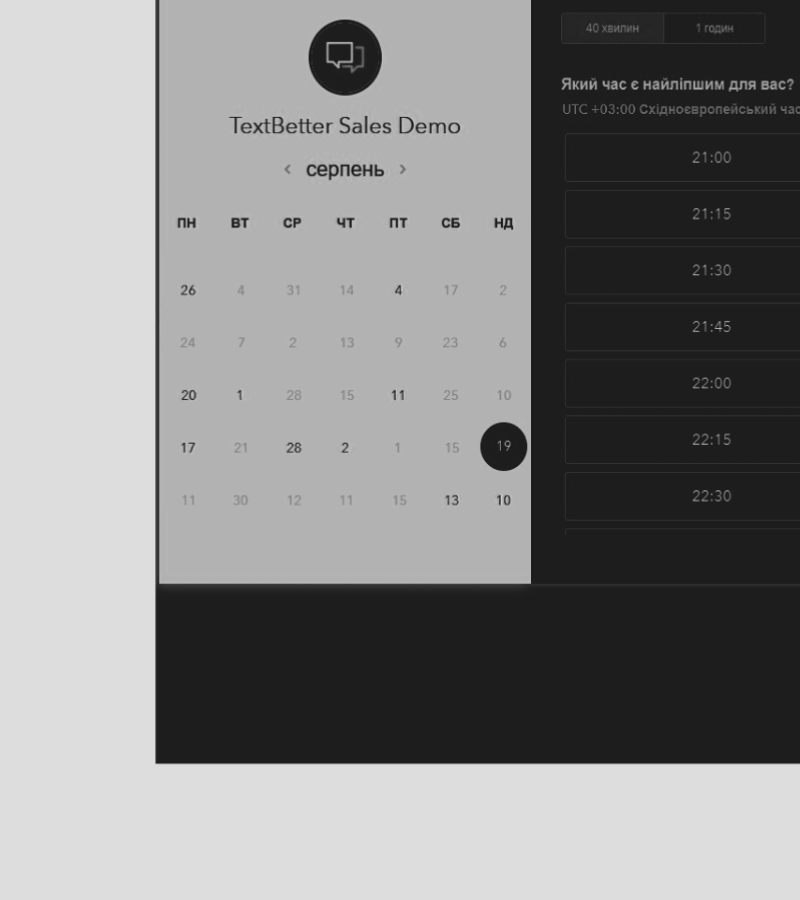 TextBetter Sales Demo
‹ серпень ›
ПН ВТ СР ЧТ ПТ СБ НД
26 4 31 14 4 17 2
24 7 2 13 9 23 6
20 1 28 15 11 25 10
17 21 28 2 1 15 19
11 30 12 11 15 13 10
40 хвилин 1 годин
Який час є найліпшим для вас?
UTC +03:00 Східноєвропейський час
21:00
21:15
21:30
21:45
22:00
22:15
22:30